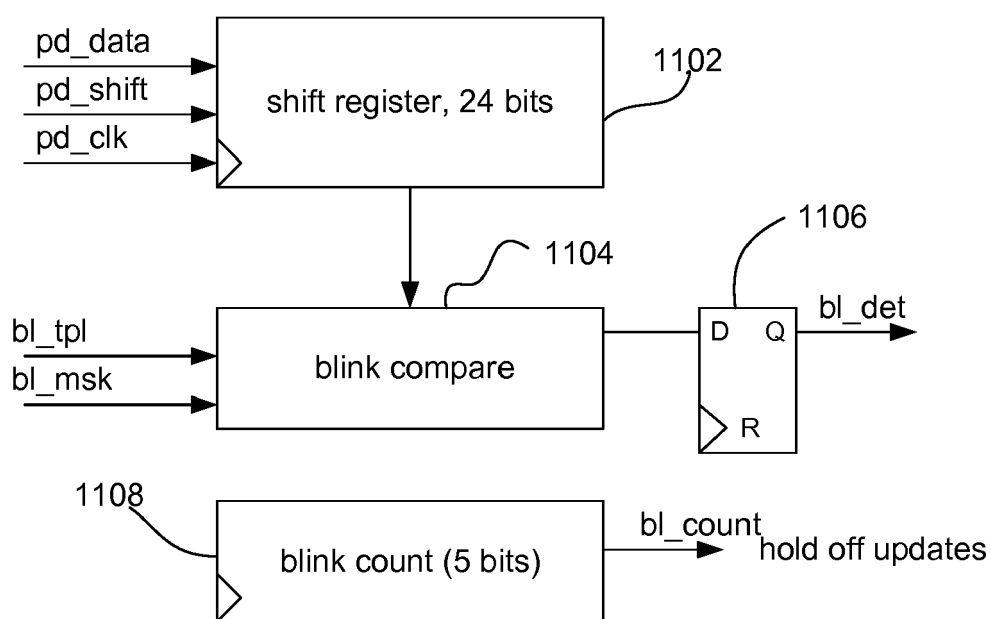 pd_data
pd_shift
pd_clk
shift register, 24 bits
1102
1104
1106
bl_tpl
bl_msk
blink compare
D Q
R
bl_det
1108
blink count (5 bits)
bl_count
hold off updates